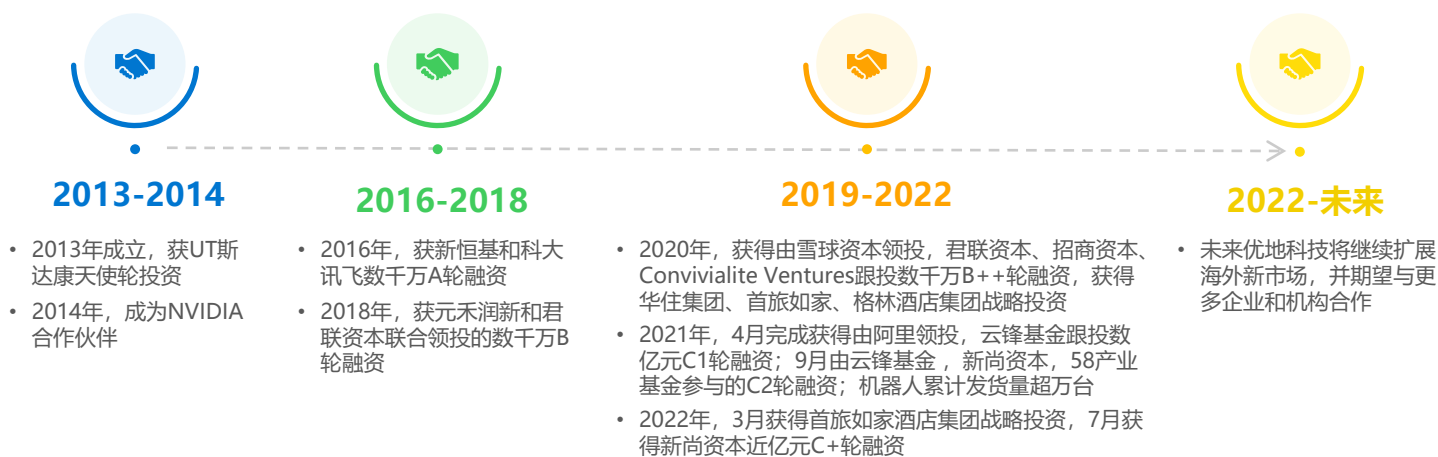 2013-2014
• 2013年成立，获UT斯
达康天使轮投资
• 2014年，成为NVIDIA
合作伙伴
2016-2018
• 2016年，获新恒基和科大
讯飞数千万A轮融资
• 2018年，获元禾润新和君
联资本联合领投的数千万B
轮融资
2019-2022
• 2020年，获得由雪球资本领投，君联资本、招商资本、
Convivialite Ventures跟投数千万B++轮融资，获得
华住集团、首旅如家、格林酒店集团战略投资
• 2021年，4月完成获得由阿里领投，云锋基金跟投数
亿元C1轮融资；9月由云锋基金 ，新尚资本，58产业
基金参与的C2轮融资；机器人累计发货量超万台
• 2022年，3月获得首旅如家酒店集团战略投资，7月获
得新尚资本近亿元C+轮融资
2022-未来
• 未来优地科技将继续扩展
海外新市场，并期望与更
多企业和机构合作